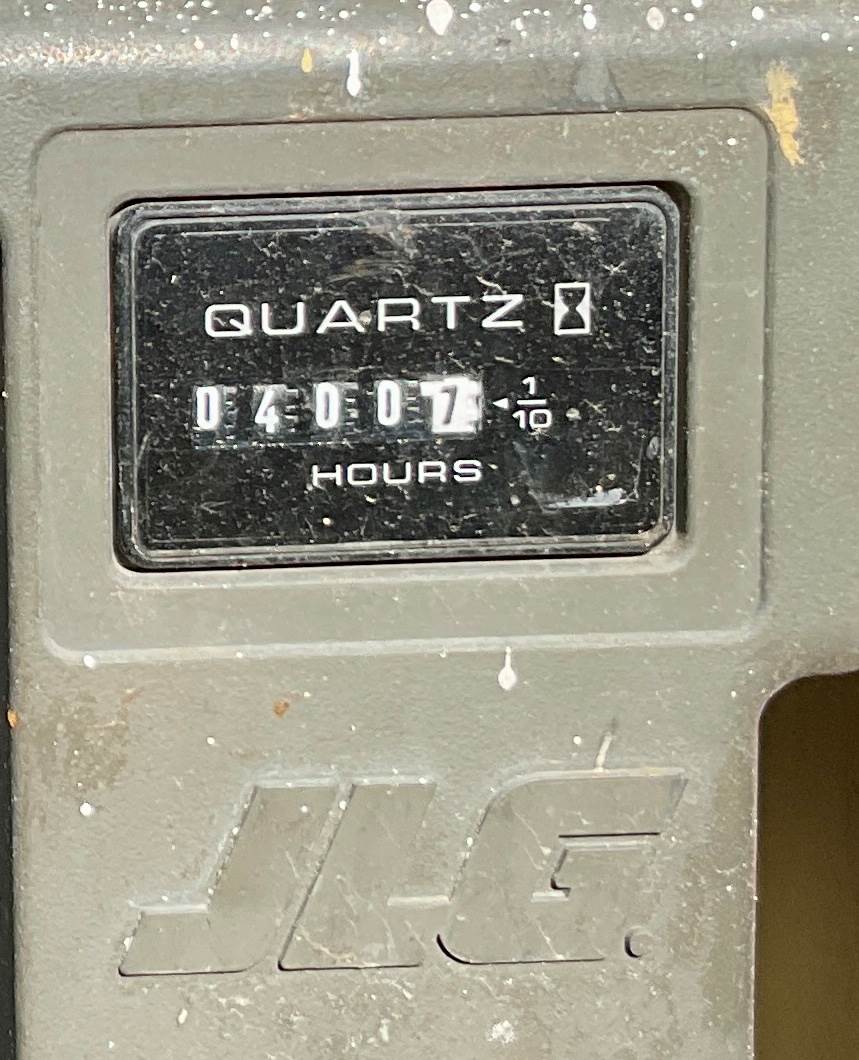 QUARTZ
04007 1/10
HOURS
JLG.